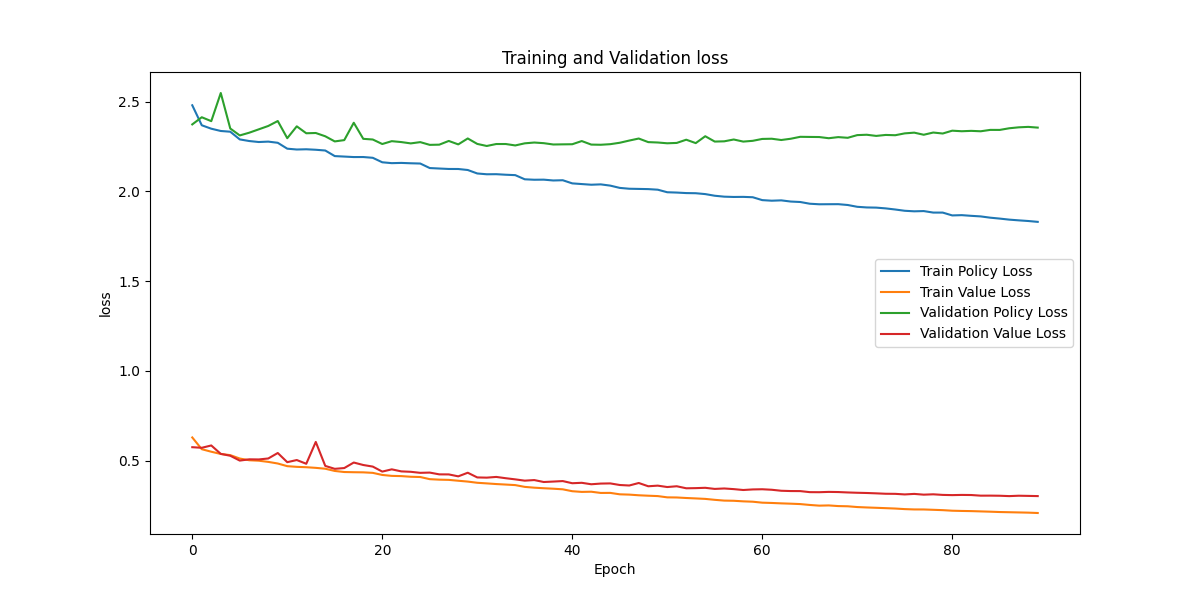 Training and Validation loss
2.5
2.0
1.5
1.0
0.5
loss
0
20
40
60
80
Epoch
Train Policy Loss
Train Value Loss
Validation Policy Loss
Validation Value Loss